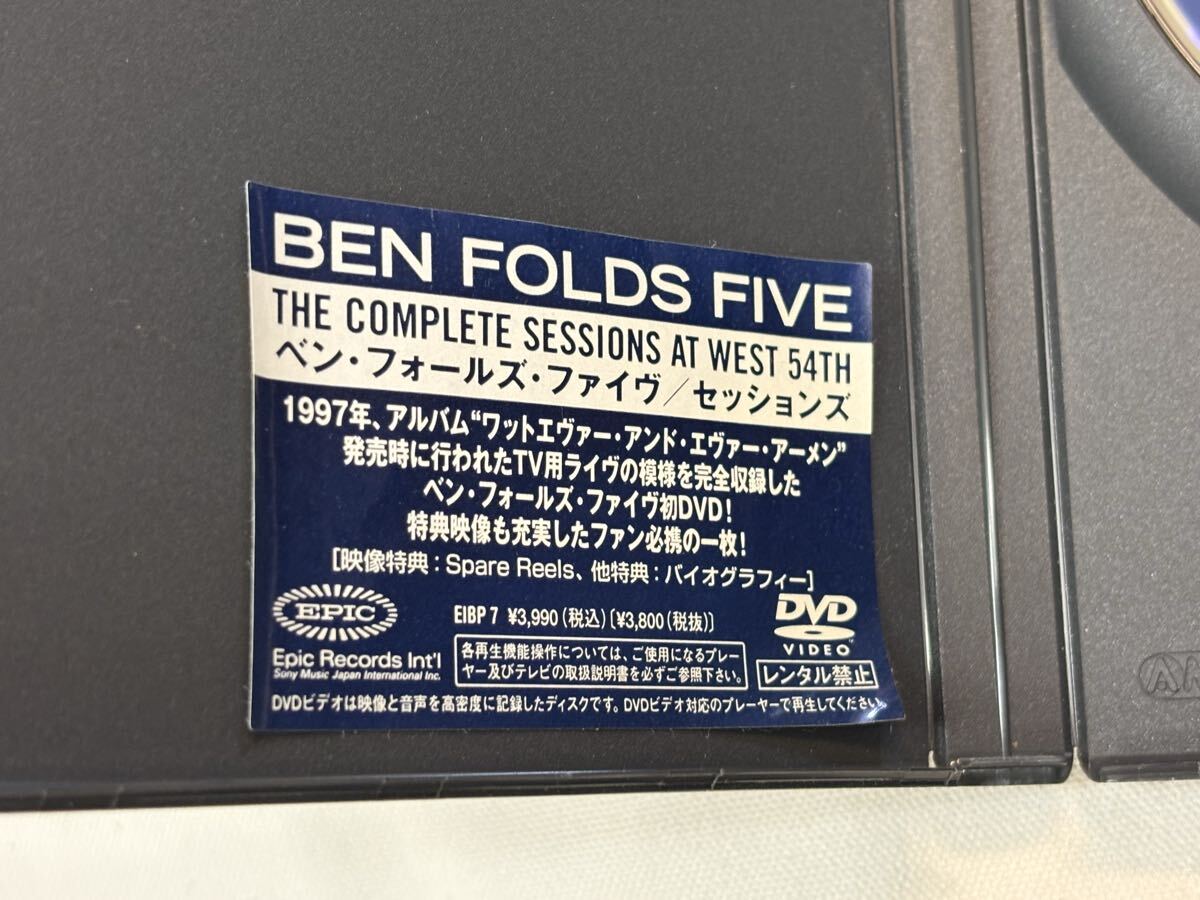 BEN FOLDS FIVE
THE COMPLETE SESSIONS AT WEST 54TH
ベン・フォールズ・ファイヴ／セッションズ
1997年、アルバム“ワットエヴァー・アンド・エヴァー・アーメン”
発売時に行われたTV用ライヴの模様を完全収録した
ベン・フォールズ・ファイヴ初DVD!
特典映像も充実したファン必携の一枚!
[映像特典：Spare Reels、他特典：バイオグラフィー]
EPIC
Epic Records Int'l
Sony Music Japan International Inc.
EIBP 7 ¥3,990(税込)[¥3,800(税抜)]
各再生機能操作については、ご使用になるプレー
ヤー及びテレビの取扱説明書を必ずご参照下さい。
DVD
VIDEO
レンタル禁止
DVDビデオは映像と音声を高密度に記録したディスクです。DVDビデオ対応のプレーヤーで再生してください。